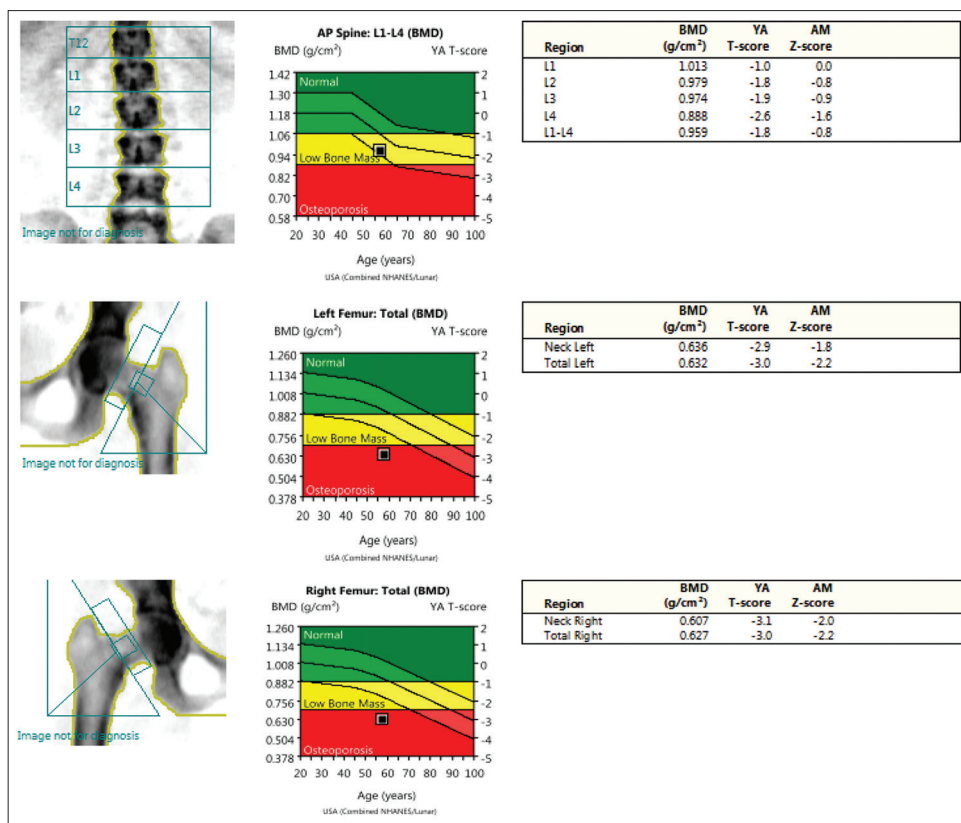 T12
L1
L2
L3
L4
Image not for diagnosis
AP Spine: L1-L4 (BMD)
BMD (g/cm²) YA T-score
1.42 2
1.30 1
1.18 0
1.06 -1
0.94 -2
0.82 -3
0.70 -4
0.58 -5
Normal
Low Bone Mass
Osteoporosis
20 30 40 50 60 70 80 90 100
Age (years)
USA (Combined NHANES/Lunar)
BMD YA AM
Region (g/cm²) T-score Z-score
L1 1.013 -1.0 0.0
L2 0.979 -1.8 -0.8
L3 0.974 -1.9 -0.9
L4 0.888 -2.6 -1.6
L1-L4 0.959 -1.8 -0.8
Image not for diagnosis
Left Femur: Total (BMD)
BMD (g/cm²) YA T-score
1.260 2
1.134 1
1.008 0
0.882 -1
0.756 -2
0.630 -3
0.504 -4
0.378 -5
Normal
Low Bone Mass
Osteoporosis
20 30 40 50 60 70 80 90 100
Age (years)
USA (Combined NHANES/Lunar)
BMD YA AM
Region (g/cm²) T-score Z-score
Neck Left 0.636 -2.9 -1.8
Total Left 0.632 -3.0 -2.2
Image not for diagnosis
Right Femur: Total (BMD)
BMD (g/cm²) YA T-score
1.260 2
1.134 1
1.008 0
0.882 -1
0.756 -2
0.630 -3
0.504 -4
0.378 -5
Normal
Low Bone Mass
Osteoporosis
20 30 40 50 60 70 80 90 100
Age (years)
USA (Combined NHANES/Lunar)
BMD YA AM
Region (g/cm²) T-score Z-score
Neck Right 0.607 -3.1 -2.0
Total Right 0.627 -3.0 -2.2